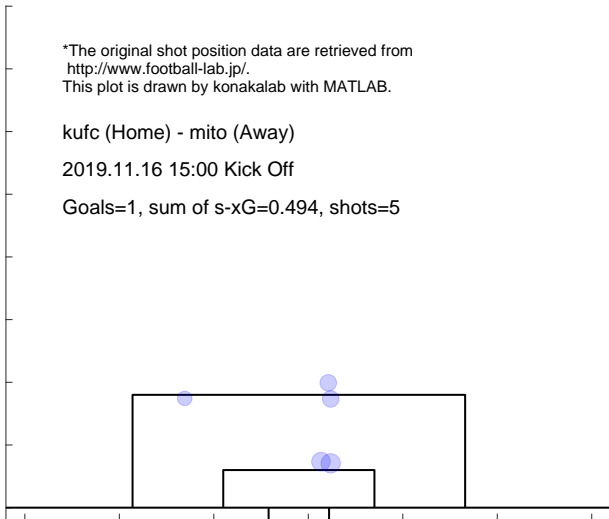 *The original shot position data are retrieved from
http://www.football-lab.jp/.
This plot is drawn by konakalab with MATLAB.
kufc (Home) - mito (Away)
2019.11.16 15:00 Kick Off
Goals=1, sum of s-xG=0.494, shots=5